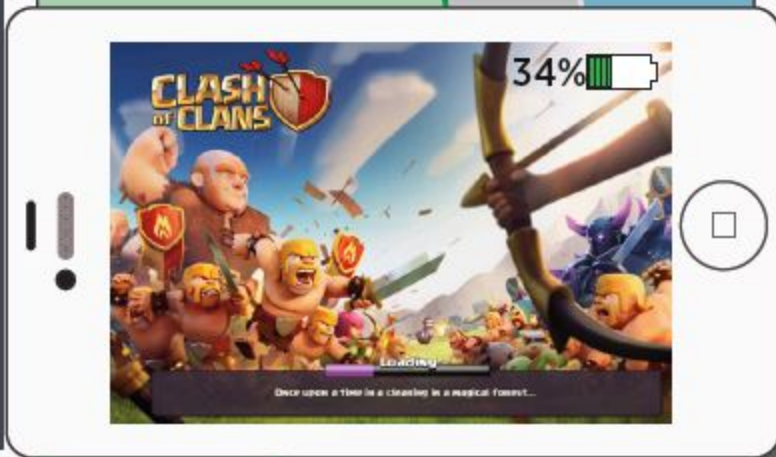 CLASH
of CLANS
34%
Loading
Once upon a time in a clearing in a magical forest...